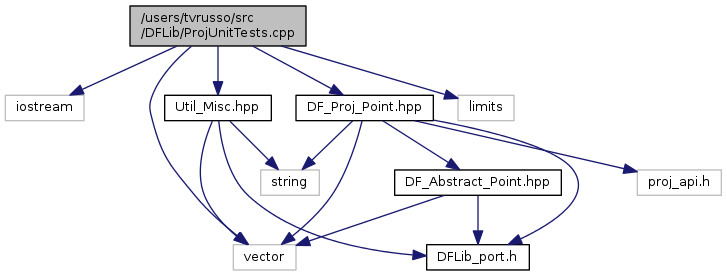 /users/tvrusso/src
/DFLib/ProjUnitTests.cpp
iostream
Util_Misc.hpp
DF_Proj_Point.hpp
limits
string
DF_Abstract_Point.hpp
proj_api.h
vector
DFLib_port.h